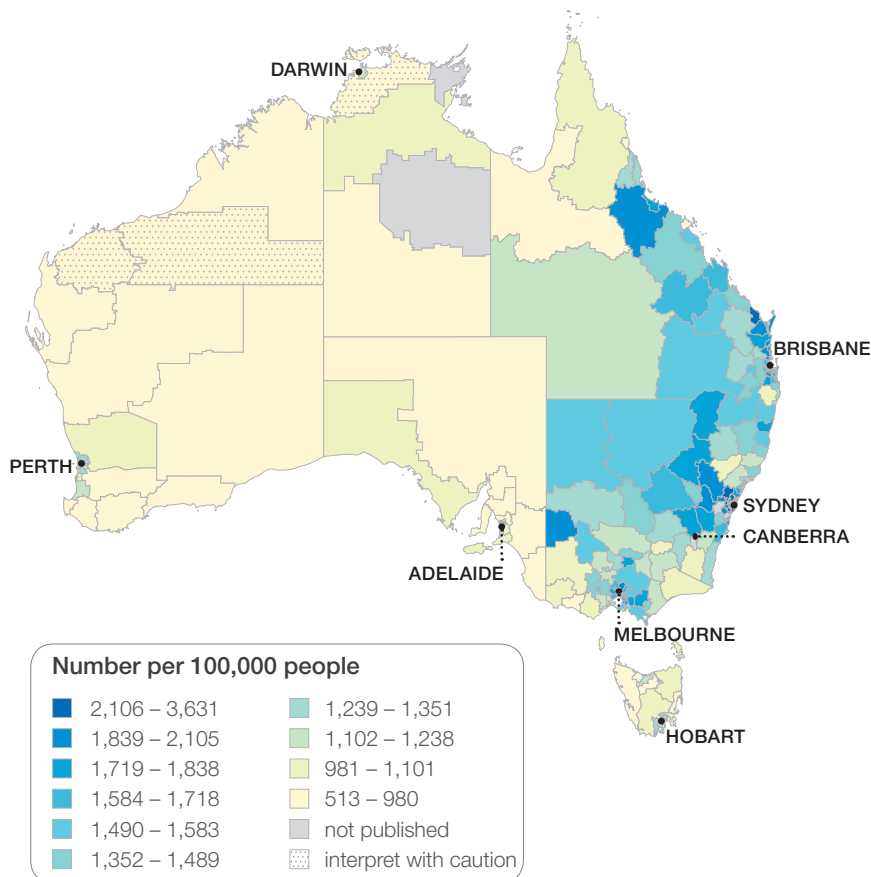 DARWIN
BRISBANE
PERTH
SYDNEY
CANBERRA
ADELAIDE
MELBOURNE
HOBART
Number per 100,000 people
2,106 – 3,631
1,839 – 2,105
1,719 – 1,838
1,584 – 1,718
1,490 – 1,583
1,352 – 1,489
1,239 – 1,351
1,102 – 1,238
981 – 1,101
513 – 980
not published
interpret with caution